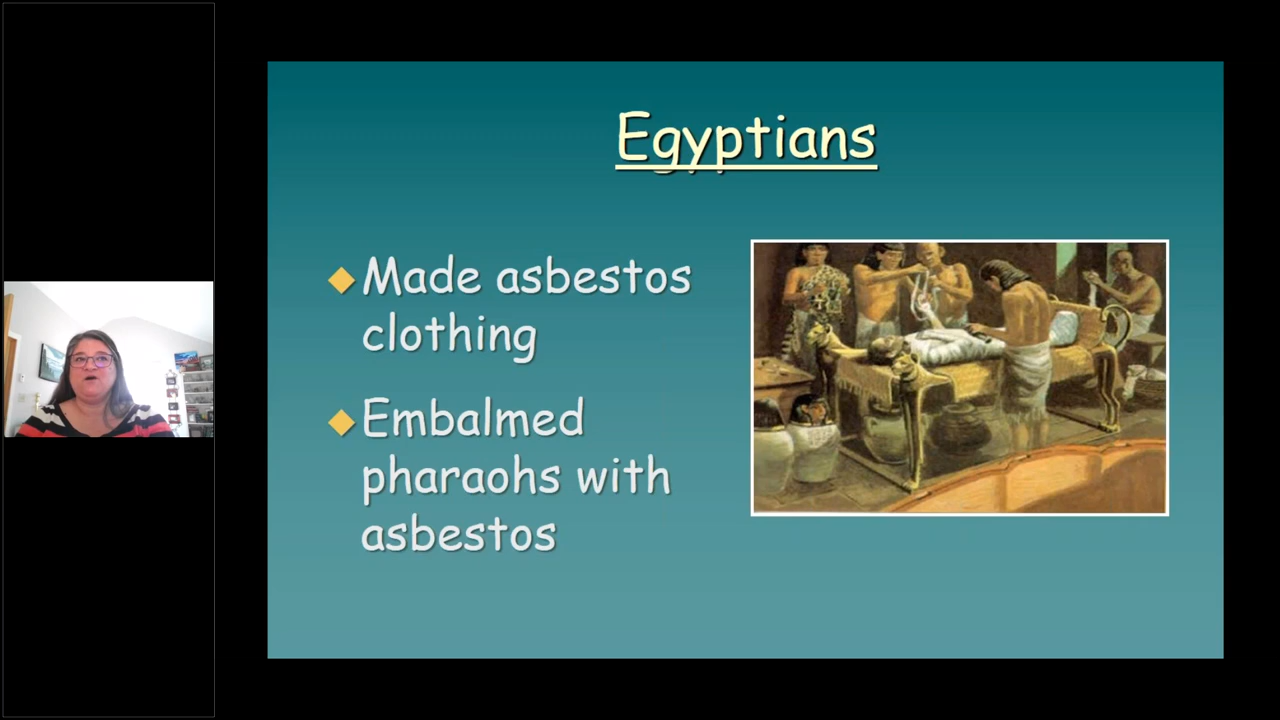 Egyptians
Made asbestos
clothing
Embalmed
pharaohs with
asbestos